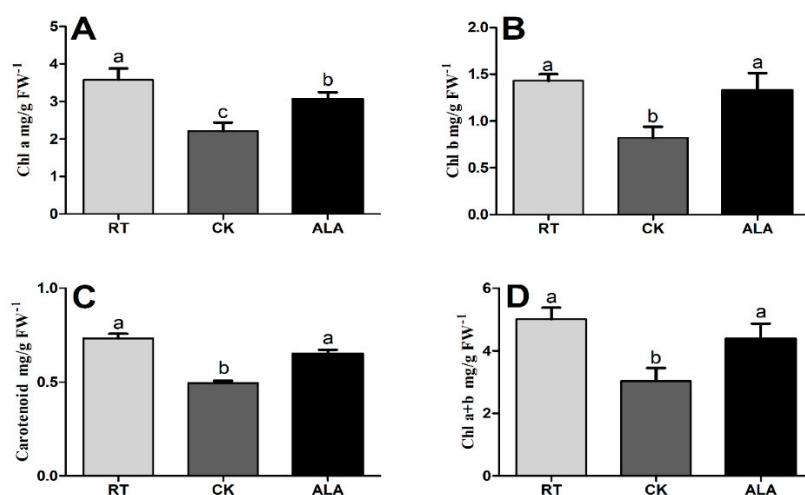 A
Chl a mg/g FW⁻¹
5
4
3
2
1
0
a
c
b
RT
CK
ALA
B
Chl b mg/g FW⁻¹
2.0
1.5
1.0
0.5
0.0
a
b
a
RT
CK
ALA
C
Carotenoid mg/g FW⁻¹
1.0
0.5
0.0
a
b
a
RT
CK
ALA
D
Chl a+b mg/g FW⁻¹
6
4
2
0
a
b
a
RT
CK
ALA